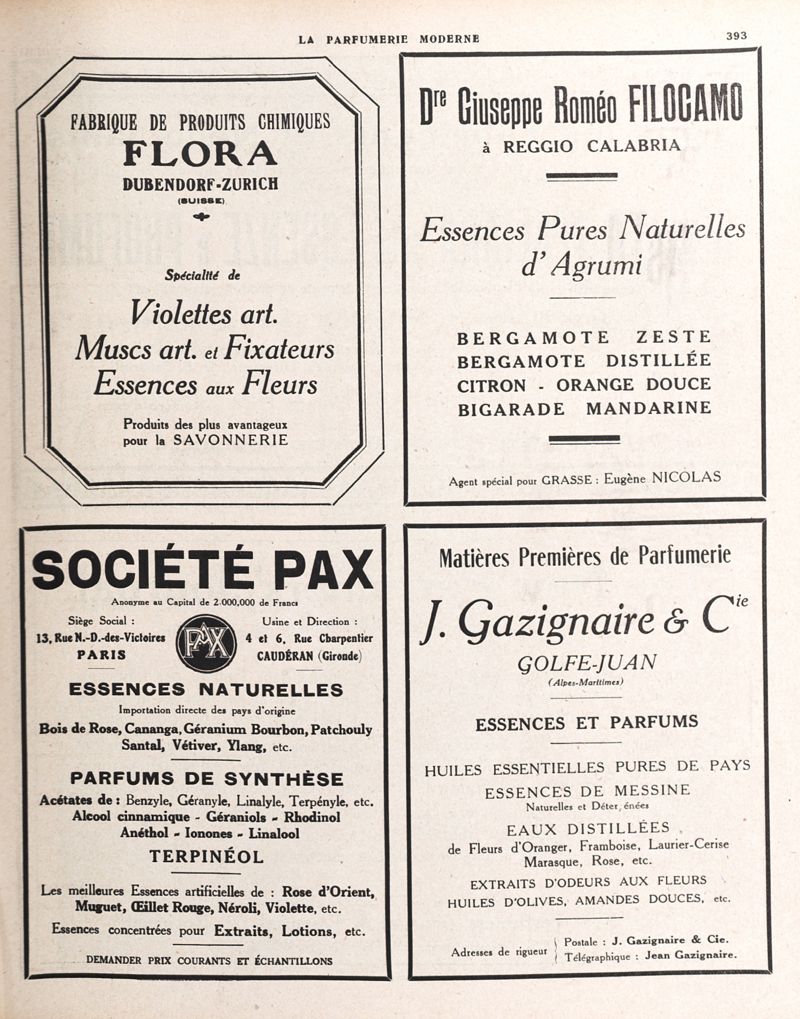 LA PARFUMERIE MODERNE
393
FABRIQUE DE PRODUITS CHIMIQUES
FLORA
DUBENDORF-ZURICH
(SUISSE)
Spécialité de
Violettes art.
Muscs art. et Fixateurs
Essences aux Fleurs
Produits des plus avantageux
pour la SAVONNERIE
Dre Giuseppe Roméo FILOCAMO
à REGGIO CALABRIA
Essences Pures Naturelles
d'Agrumi
BERGAMOTE ZESTE
BERGAMOTE DISTILLÉE
CITRON - ORANGE DOUCE
BIGARADE MANDARINE
Agent spécial pour GRASSE : Eugène NICOLAS
SOCIÉTÉ PAX
Anonyme au Capital de 2.000,000 de Francs
Siège Social :
13, Rue N.-D.-des-Victoires
PARIS
PAX
Usine et Direction :
4 et 6, Rue Charpentier
CAUDÉRAN (Gironde)
ESSENCES NATURELLES
Importation directe des pays d'origine
Bois de Rose, Cananga, Géranium Bourbon, Patchouly
Santal, Vétiver, Ylang, etc.
PARFUMS DE SYNTHÈSE
Acétates de : Benzyle, Géranyle, Linalyle, Terpényle, etc.
Alcool cinnamique - Géraniols - Rhodinol
Anéthol - Ionones - Linalool
TERPINÉOL
Les meilleures Essences artificielles de : Rose d'Orient,
Muguet, Œillet Rouge, Néroli, Violette, etc.
Essences concentrées pour Extraits, Lotions, etc.
DEMANDER PRIX COURANTS ET ÉCHANTILLONS
Matières Premières de Parfumerie
J. Gazignaire & Cie
GOLFE-JUAN
(Alpes-Maritimes)
ESSENCES ET PARFUMS
HUILES ESSENTIELLES PURES DE PAYS
ESSENCES DE MESSINE
Naturelles et Déter,énées
EAUX DISTILLÉES
de Fleurs d'Oranger, Framboise, Laurier-Cerise
Marasque, Rose, etc.
EXTRAITS D'ODEURS AUX FLEURS
HUILES D'OLIVES, AMANDES DOUCES, etc.
Adresses de rigueur
Postale : J. Gazignaire & Cie.
Télégraphique : Jean Gazignaire.